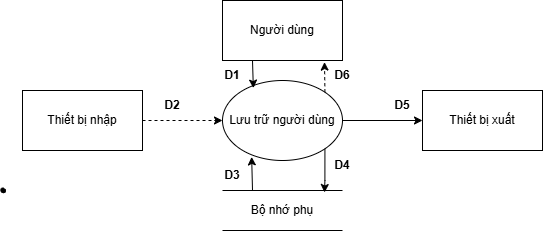 Người dùng
D1
D6
D2
D5
Thiết bị nhập
Lưu trữ người dùng
Thiết bị xuất
D3
D4
Bộ nhớ phụ